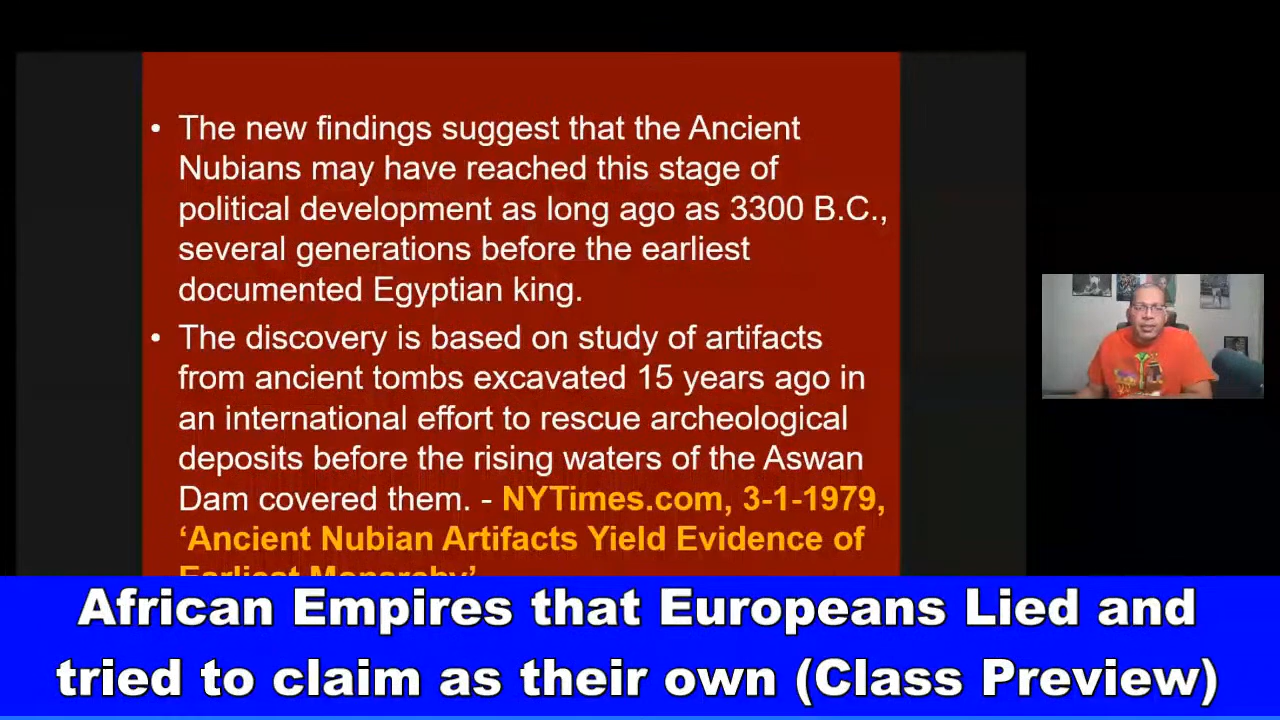 • The new findings suggest that the Ancient
Nubians may have reached this stage of
political development as long ago as 3300 B.C.,
several generations before the earliest
documented Egyptian king.
• The discovery is based on study of artifacts
from ancient tombs excavated 15 years ago in
an international effort to rescue archeological
deposits before the rising waters of the Aswan
Dam covered them. - NYTimes.com, 3-1-1979,
‘Ancient Nubian Artifacts Yield Evidence of
Earliest Monarchy’
African Empires that Europeans Lied and
tried to claim as their own (Class Preview)